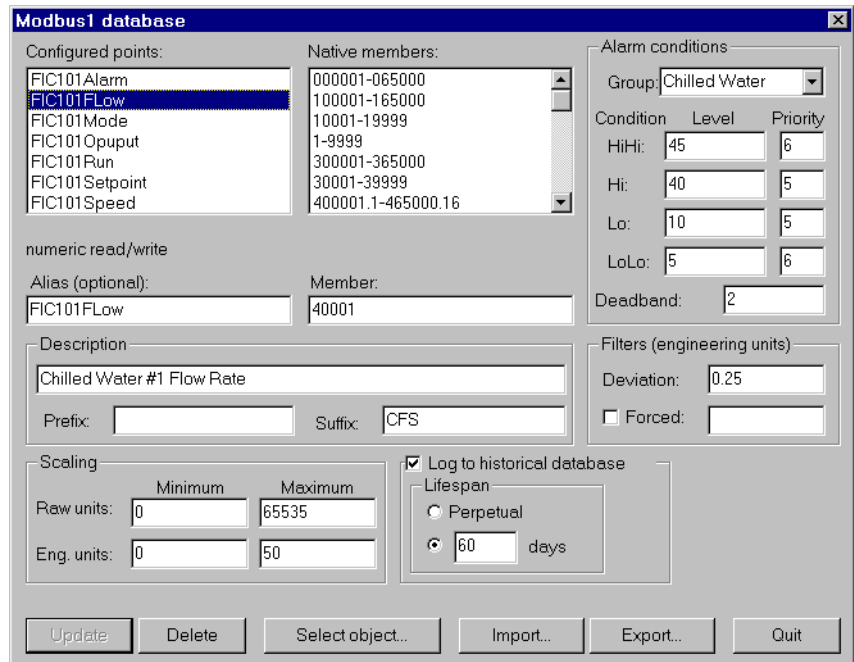 Modbus1 database
Configured points:
FIC101Alarm
FIC101FLow
FIC101Mode
FIC101Opuput
FIC101Run
FIC101Setpoint
FIC101Speed
Native members:
000001-065000
100001-165000
10001-19999
1-9999
300001-365000
30001-39999
400001.1-465000.16
Alarm conditions
Group: Chilled Water
Condition Level Priority
HiHi: 45 6
Hi: 40 5
Lo: 10 5
LoLo: 5 6
Deadband: 2
numeric read/write
Alias (optional):
FIC101FLow
Member:
40001
Description
Chilled Water #1 Flow Rate
Prefix: Suffix: CFS
Filters (engineering units)
Deviation: 0.25
Forced:
Scaling
Minimum Maximum
Raw units: 0 65535
Eng. units: 0 50
Log to historical database
Lifespan
Perpetual
60 days
Update Delete Select object... Import... Export... Quit